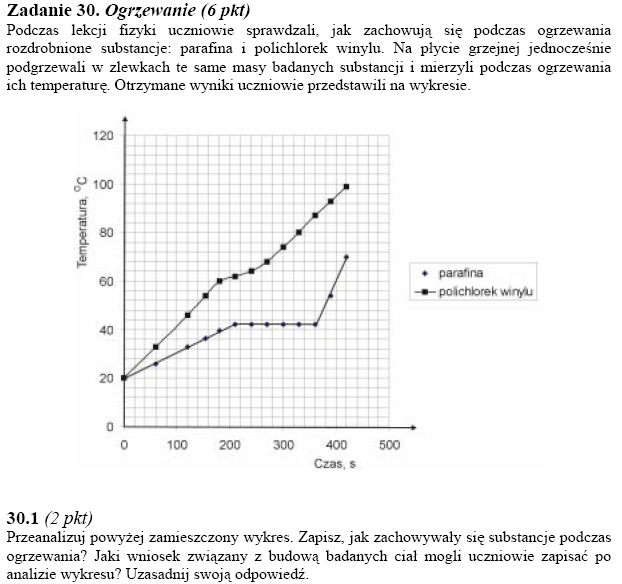 Zadanie 30. Ogrzewanie (6 pkt)
Podczas lekcji fizyki uczniowie sprawdzali, jak zachowują się podczas ogrzewania
rozdrobnione substancje: parafina i polichlorek winylu. Na płycie grzejnej jednocześnie
podgrzewali w zlewkach te same masy badanych substancji i mierzyli podczas ogrzewania
ich temperaturę. Otrzymane wyniki uczniowie przedstawili na wykresie.
120
100
80
60
40
20
0
Temperatura, °C
0 100 200 300 400 500
Czas, s
parafina
polichlorek winylu
30.1 (2 pkt)
Przeanalizuj powyżej zamieszczony wykres. Zapisz, jak zachowywały się substancje podczas
ogrzewania? Jaki wniosek związany z budową badanych ciał mogli uczniowie zapisać po
analizie wykresu? Uzasadnij swoją odpowiedź.